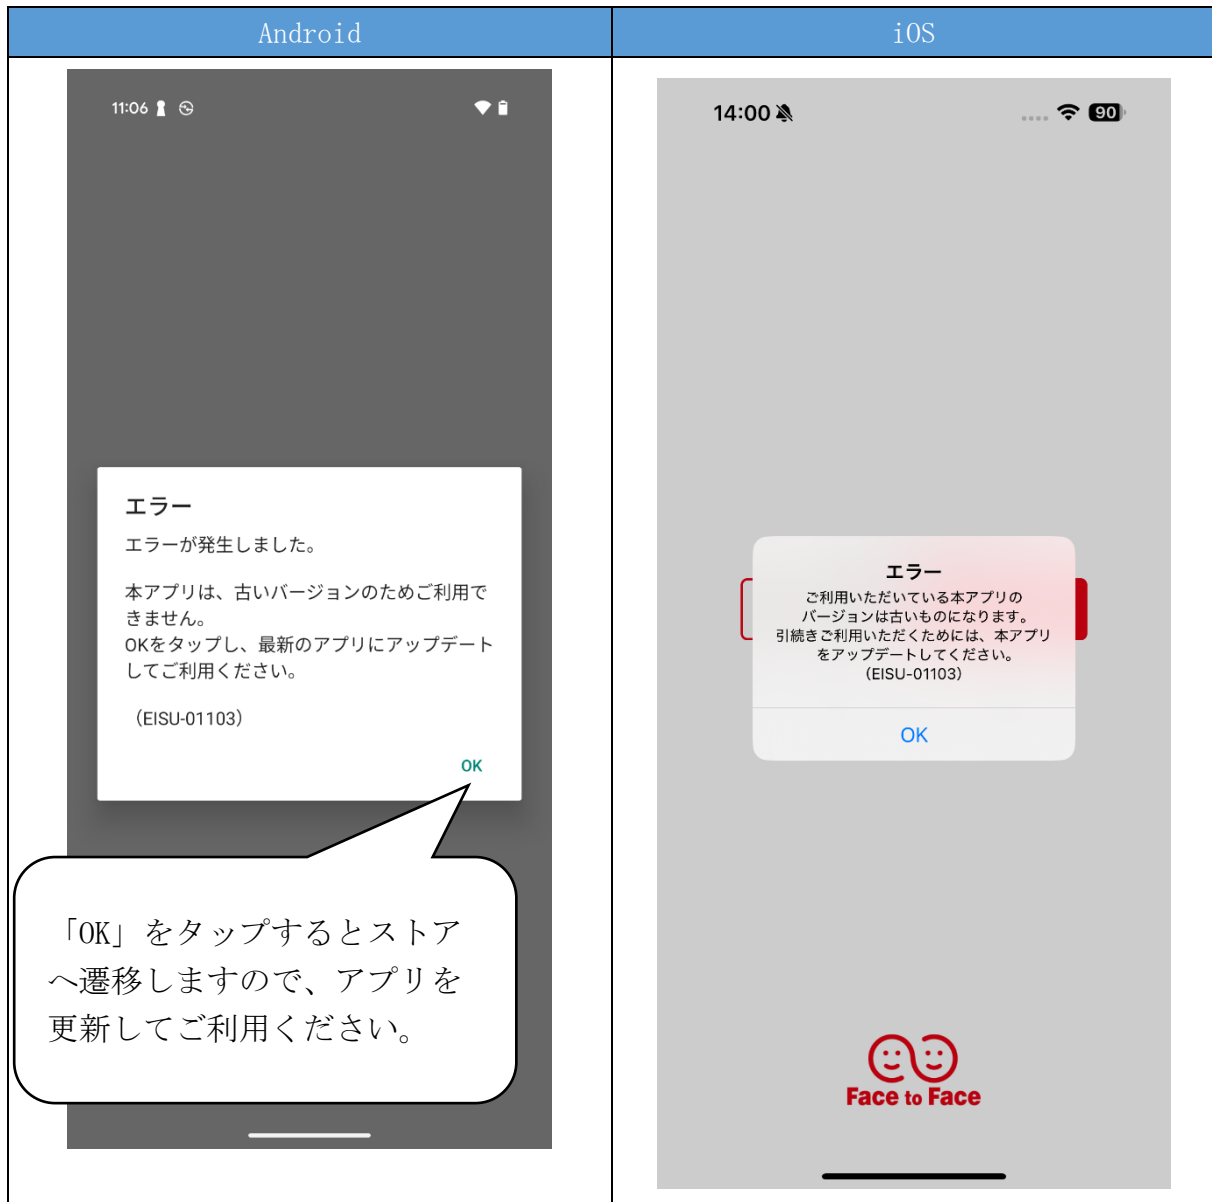 Android
iOS
11:06
エラー
エラーが発生しました。
本アプリは、古いバージョンのためご利用で
きません。
OKをタップし、最新のアプリにアップデート
してご利用ください。
（EISU-01103）
OK
「OK」をタップするとストア
へ遷移しますので、アプリを
更新してご利用ください。
14:00
90
エラー
ご利用いただいている本アプリの
バージョンは古いものになります。
引続きご利用いただくためには、本アプリ
をアップデートしてください。
（EISU-01103）
OK
Face to Face